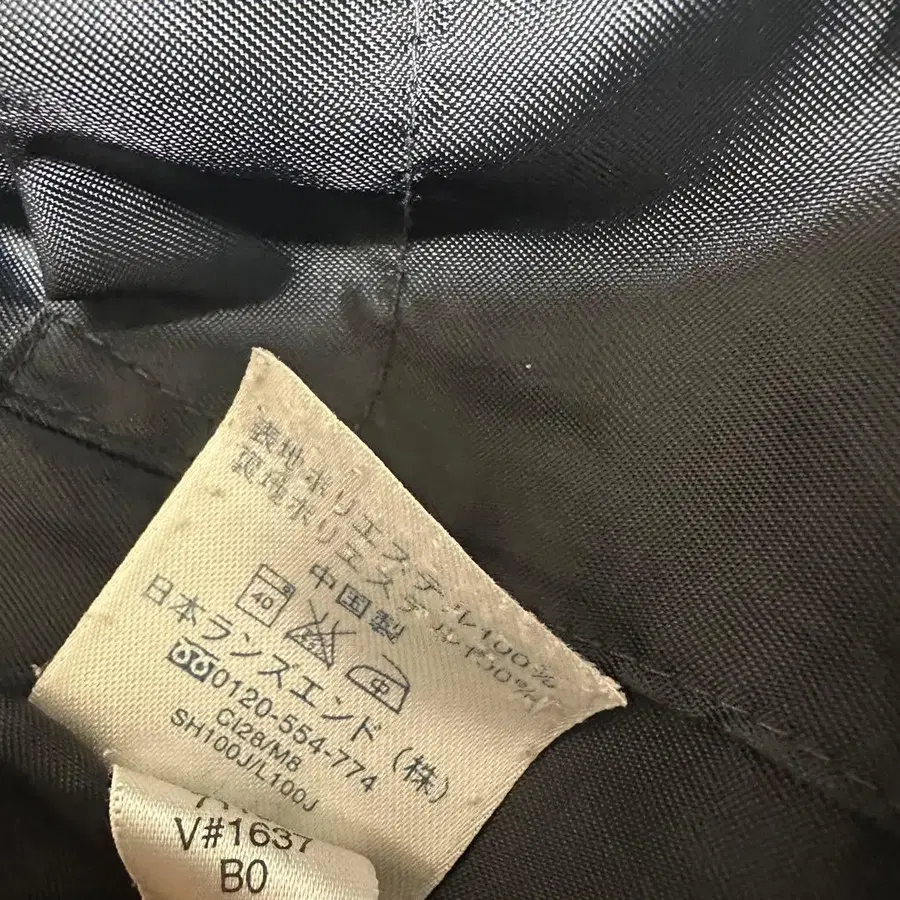 表地ポリエステル100%
裏地ポリエステル100%
中国製
40 中
日本ランズエンド(株)
0120-554-774
CI28/M8
SH100J/L100J
V#1637
B0